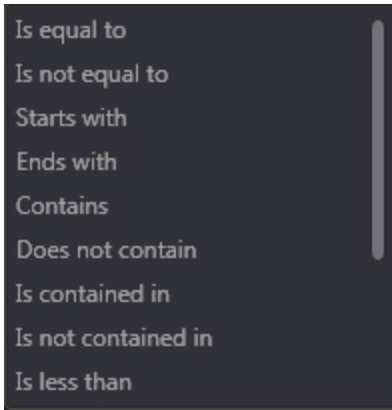 Is equal to
Is not equal to
Starts with
Ends with
Contains
Does not contain
Is contained in
Is not contained in
Is less than